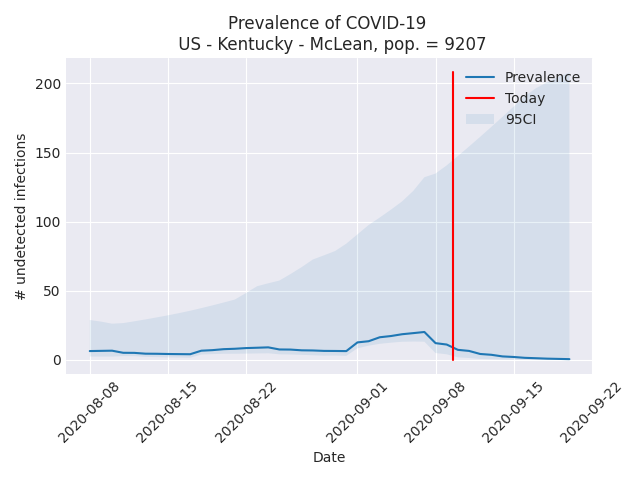 Prevalence of COVID-19
US - Kentucky - McLean, pop. = 9207
Prevalence
Today
95CI
200
150
100
50
0
# undetected infections
2020-08-08
2020-08-15
2020-08-22
2020-09-01
2020-09-08
2020-09-15
2020-09-22
Date